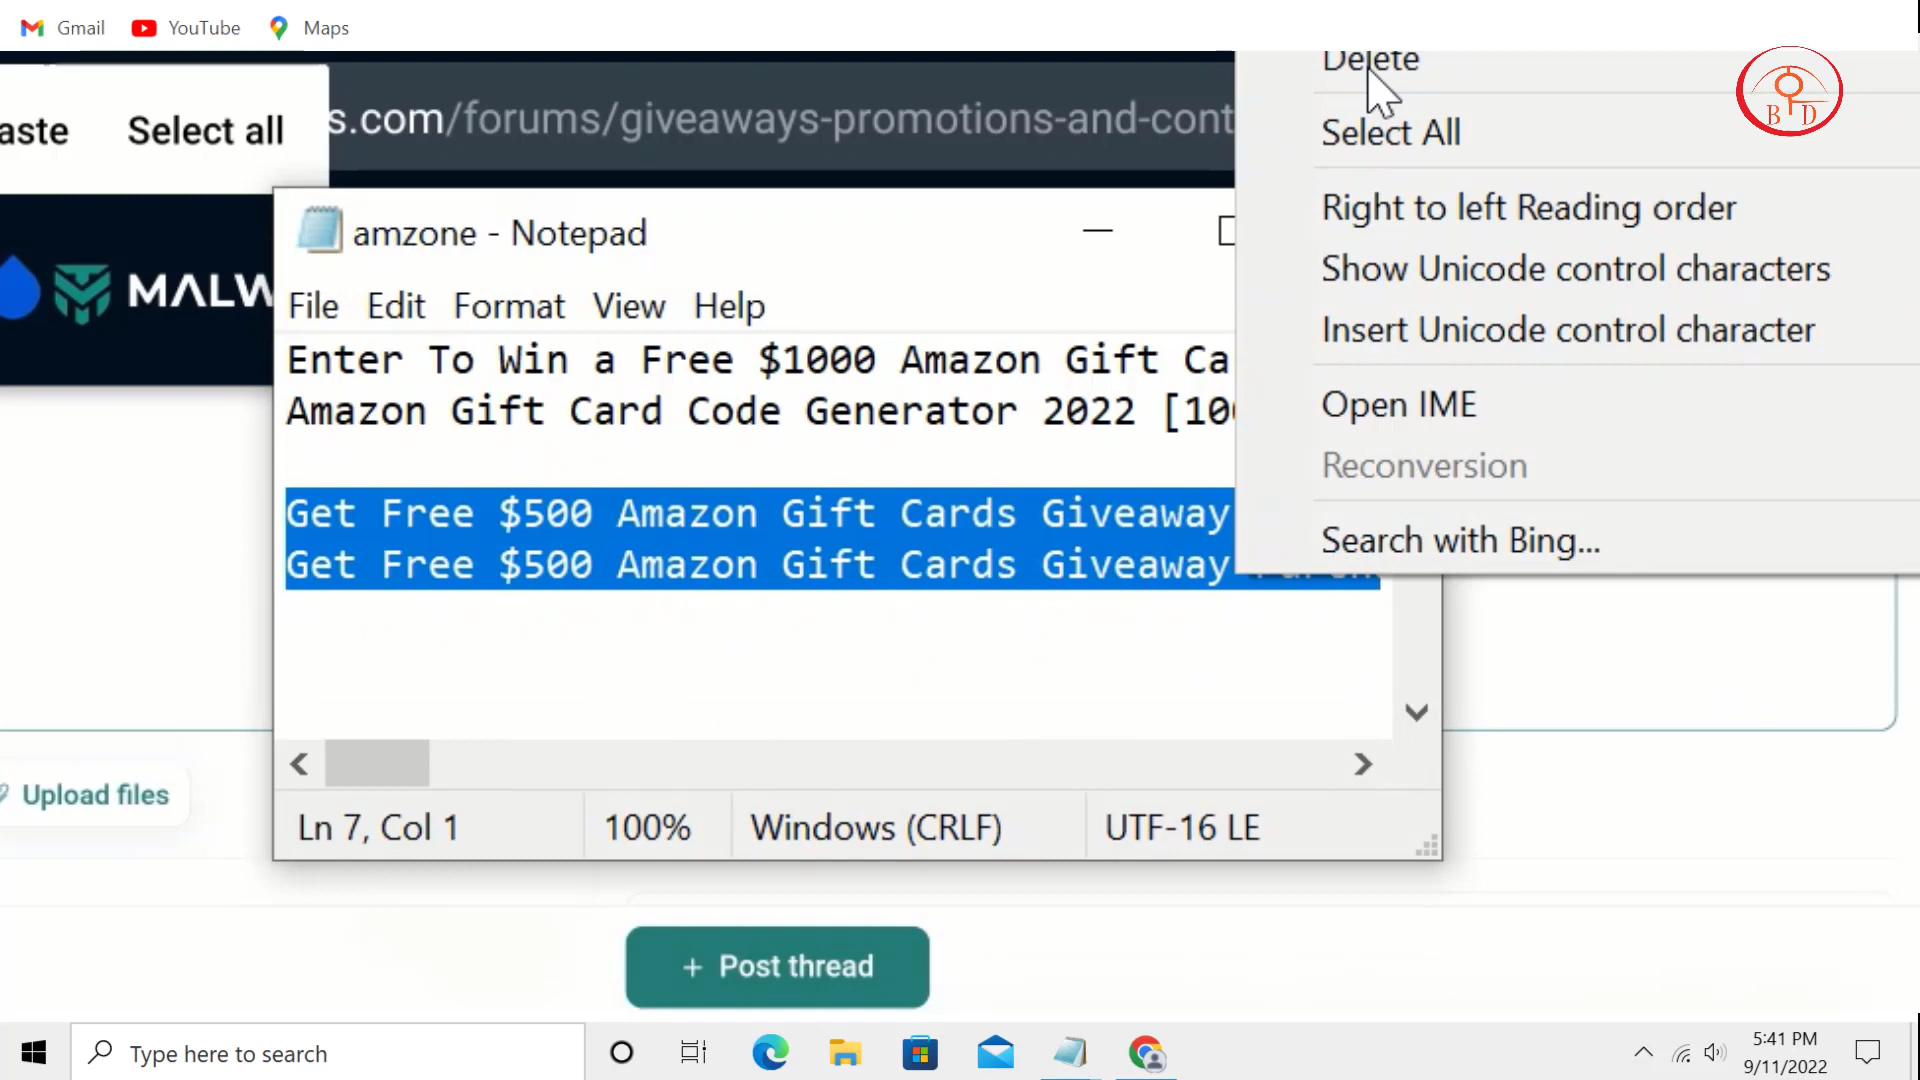 Gmail YouTube Maps
aste Select all
s.com/forums/giveaways-promotions-and-cont
Delete
Select All
B D
Right to left Reading order
Show Unicode control characters
Insert Unicode control character
Open IME
Reconversion
Search with Bing...
MALW
amzone - Notepad
File Edit Format View Help
Enter To Win a Free $1000 Amazon Gift Ca
Amazon Gift Card Code Generator 2022 [10
Get Free $500 Amazon Gift Cards Giveaway
Get Free $500 Amazon Gift Cards Giveaway
Upload files
Ln 7, Col 1 100% Windows (CRLF) UTF-16 LE
+ Post thread
Type here to search
5:41 PM
9/11/2022